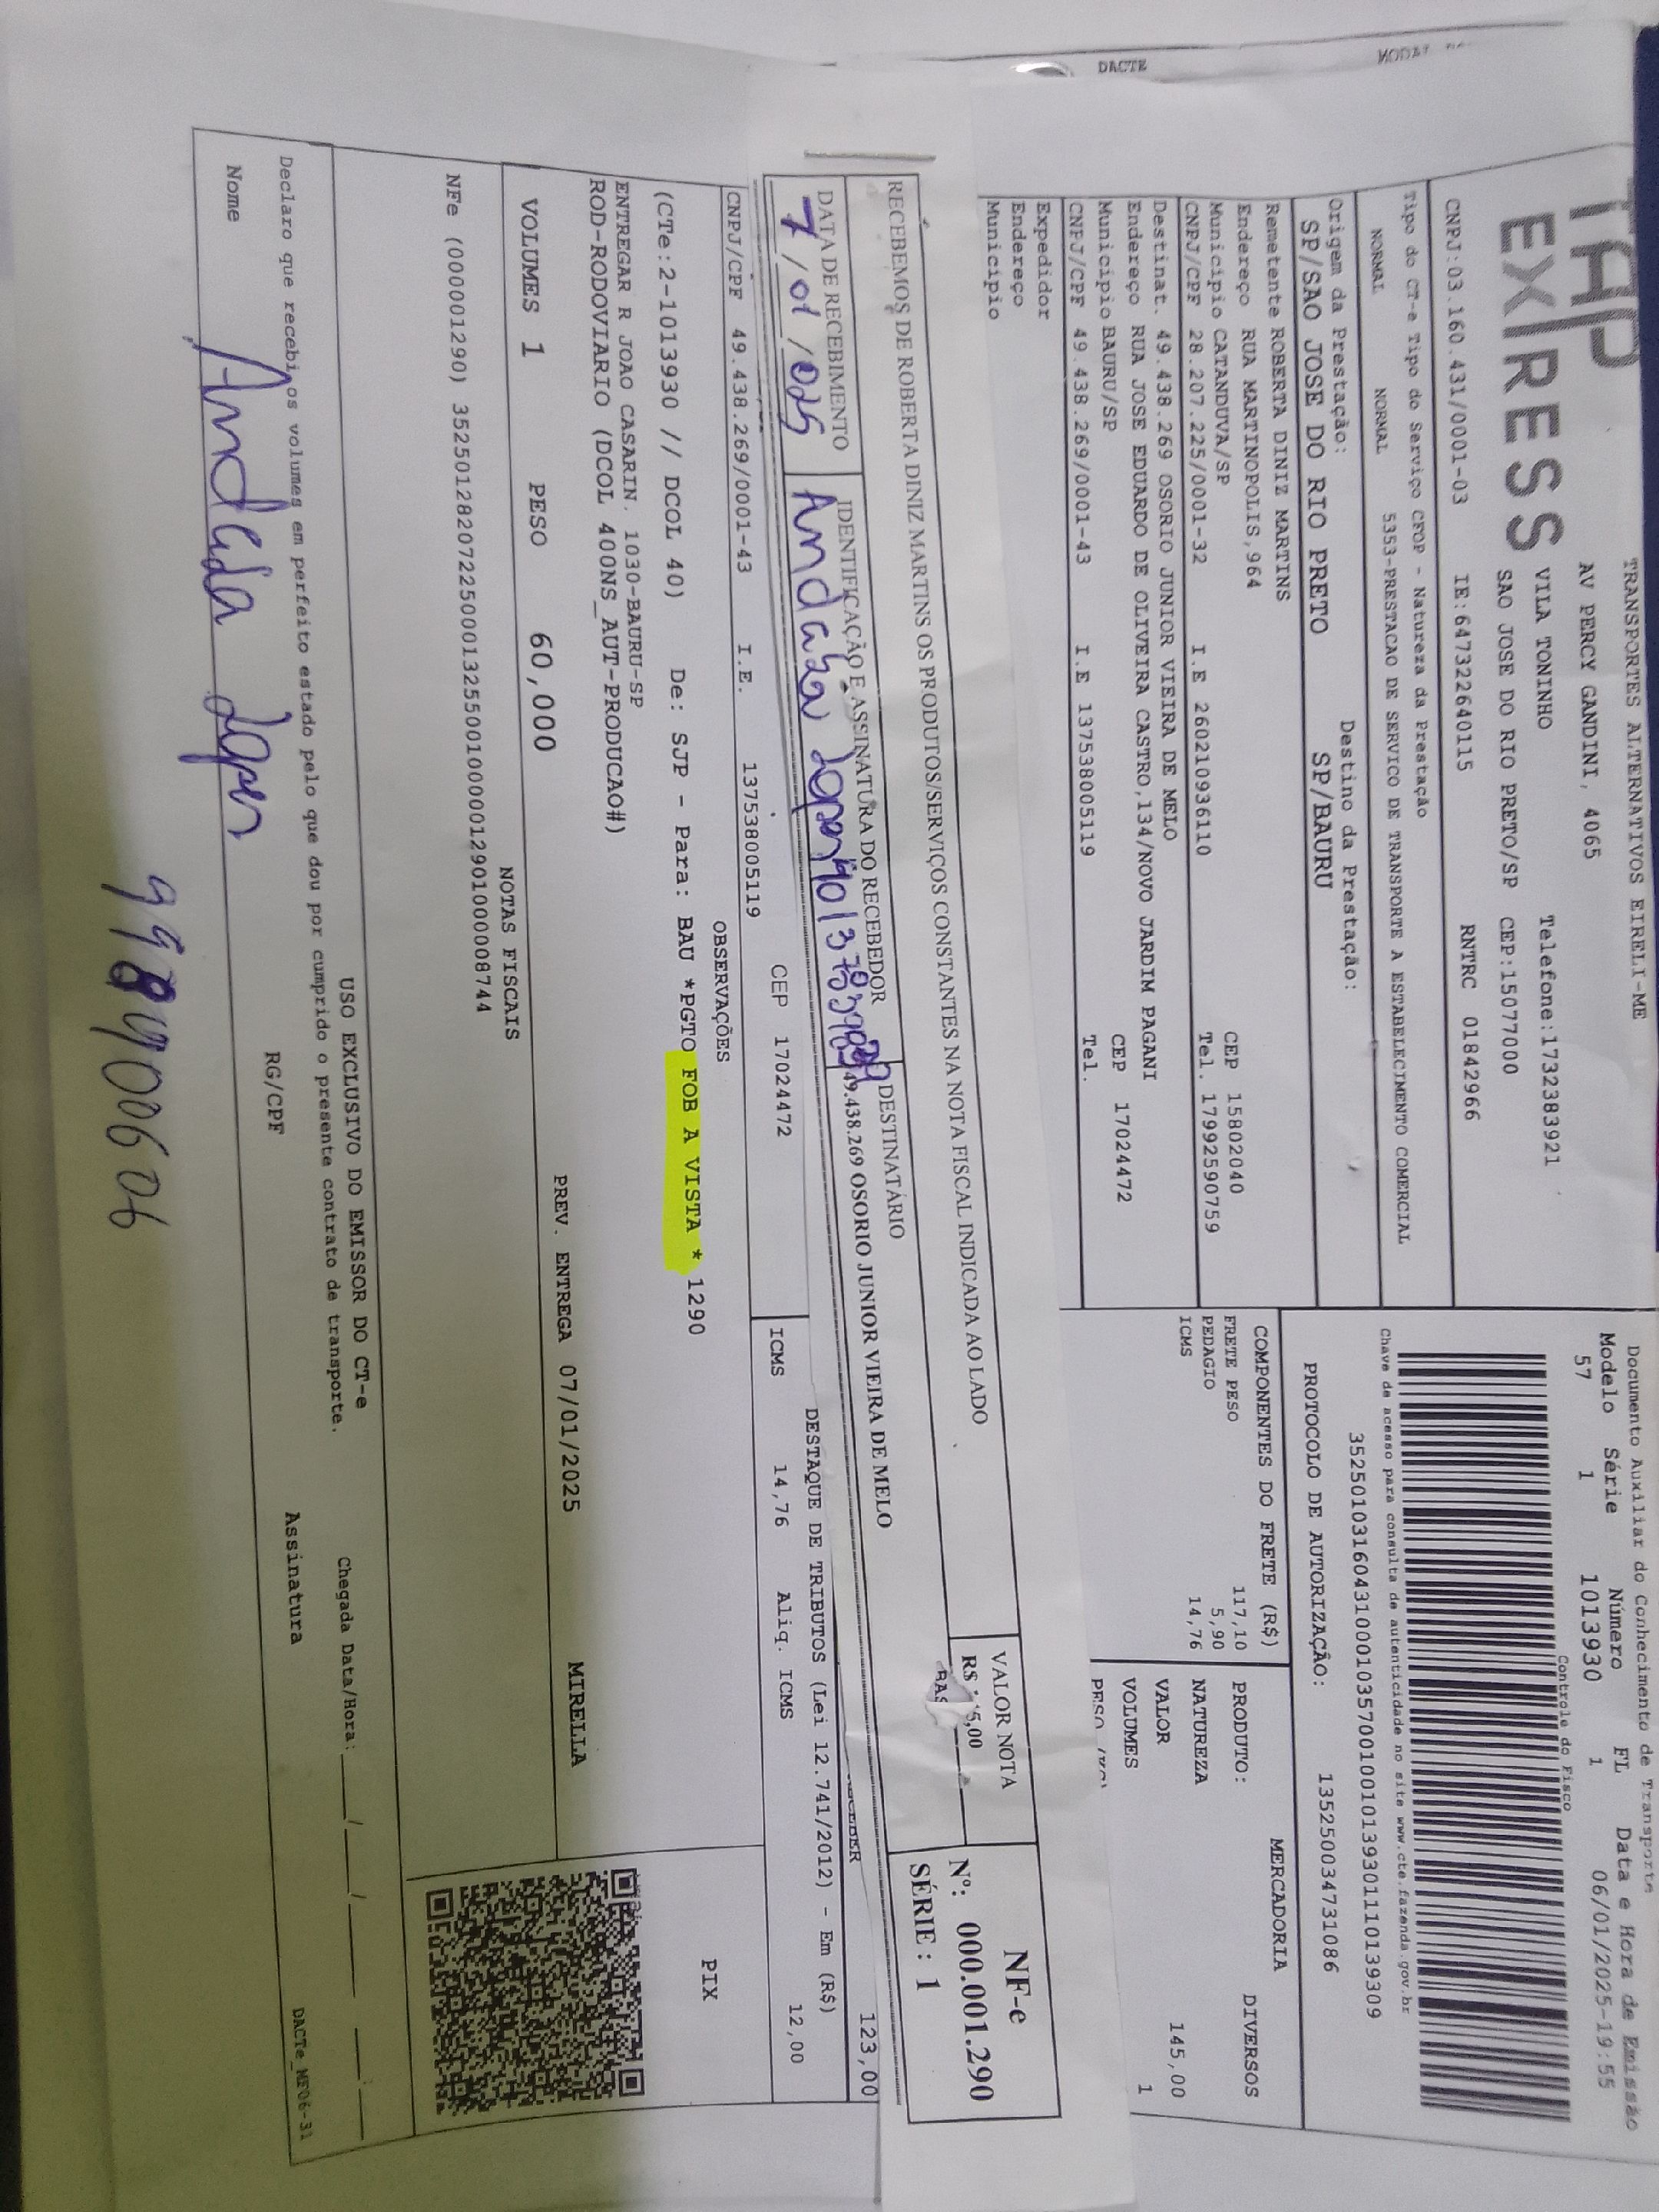 DACTE
TAP
EXPRESS
TRANSPORTES ALTERNATIVOS EIRELI-ME
AV PERCY GANDINI, 4065
VILA TONINHO Telefone:1732383921
SAO JOSE DO RIO PRETO/SP CEP:15077000
CNPJ:03.160.431/0001-03 IE:647322640115 RNTRC 01842966
Tipo do CT-e Tipo do Serviço CFOP - Natureza da Prestação
NORMAL NORMAL 5353-PRESTACAO DE SERVICO DE TRANSPORTE A ESTABELECIMENTO COMERCIAL
Origem da Prestação: Destino da Prestação:
SP/SAO JOSE DO RIO PRETO SP/BAURU
Remetente ROBERTA DINIZ MARTINS
Endereço RUA MARTINOPOLIS,964 CEP 15802040
Município CATANDUVA/SP Tel. 17992590759
CNPJ/CPF 28.207.225/0001-32 I.E 260210936110
Destinat. 49.438.269 OSORIO JUNIOR VIEIRA DE MELO
Endereço RUA JOSE EDUARDO DE OLIVEIRA CASTRO,134/NOVO JARDIM PAGANI
Município BAURU/SP CEP 17024472
CNPJ/CPF 49.438.269/0001-43 I.E 137538005119 Tel.
Expedidor
Endereço
Município
Documento Auxiliar do Conhecimento de Transporte
Modelo Série Número FL Data e Hora de Emissão
57 1 1013930 1 06/01/2025-19:55
Controle do Fisco
Chave de acesso para consulta de autenticidade no site www.cte.fazenda.gov.br
35250103160431000103570010010139301110139309
PROTOCOLO DE AUTORIZAÇÃO: 135250034731086
COMPONENTES DO FRETE (R$)
FRETE PESO 117,10
PEDAGIO 5,90
ICMS 14,76
MERCADORIA
PRODUTO: DIVERSOS
NATUREZA
VALOR 145,00
VOLUMES 1
RECEBEMOS DE ROBERTA DINIZ MARTINS OS PRODUTOS/SERVIÇOS CONSTANTES NA NOTA FISCAL INDICADA AO LADO
VALOR NOTA
NF-e
Nº: 000.001.290
SÉRIE : 1
DATA DE RECEBIMENTO IDENTIFICAÇÃO E ASSINATURA DO RECEBEDOR DESTINATÁRIO
7/01/025 49.438.269 OSORIO JUNIOR VIEIRA DE MELO
123,00
CNPJ/CPF 49.438.269/0001-43 I.E. 137538005119 CEP 17024472
DESTAQUE DE TRIBUTOS (Lei 12.741/2012) - Em (R$)
ICMS 14,76 Aliq. ICMS 12,00
OBSERVAÇÕES
(CTe:2-1013930 // DCOL 40) De: SJP - Para: BAU *PGTO FOB A VISTA * 1290
ENTREGAR R JOAO CASARIN. 1030-BAURU-SP
ROD-RODOVIARIO (DCOL 400NS_AUT-PRODUCAO#)
PIX
VOLUMES 1 PESO 60,000 PREV. ENTREGA 07/01/2025 MIRELLA
NOTAS FISCAIS
NFe (000001290) 35250128207225000132550010000012901000008744
USO EXCLUSIVO DO EMISSOR DO CT-e
Declaro que recebi os volumes em perfeito estado pelo que dou por cumprido o presente contrato de transporte.
Chegada Data/Hora: ___/___/_____ __:__
Nome RG/CPF Assinatura
DACTe_MF06-31